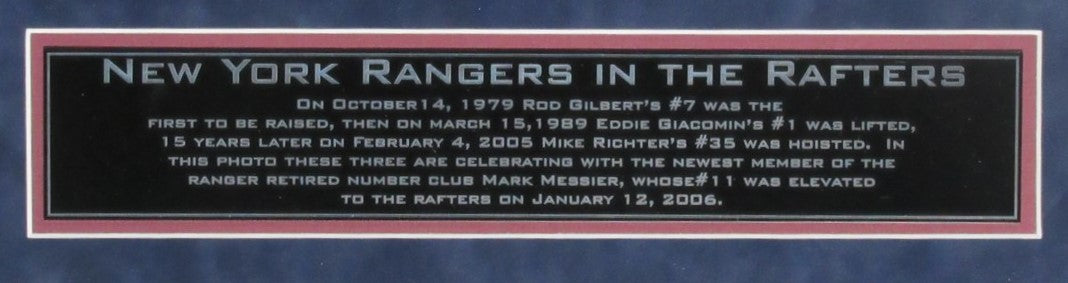 New York Rangers in the Rafters
On October14, 1979 Rod Gilbert's #7 was the
first to be raised, then on march 15,1989 Eddie Giacomin's #1 was lifted,
15 years later on February 4, 2005 Mike Richter's #35 was hoisted. In
this photo these three are celebrating with the newest member of the
Ranger retired number club Mark Messier, whose#11 was elevated
to the rafters on January 12, 2006.